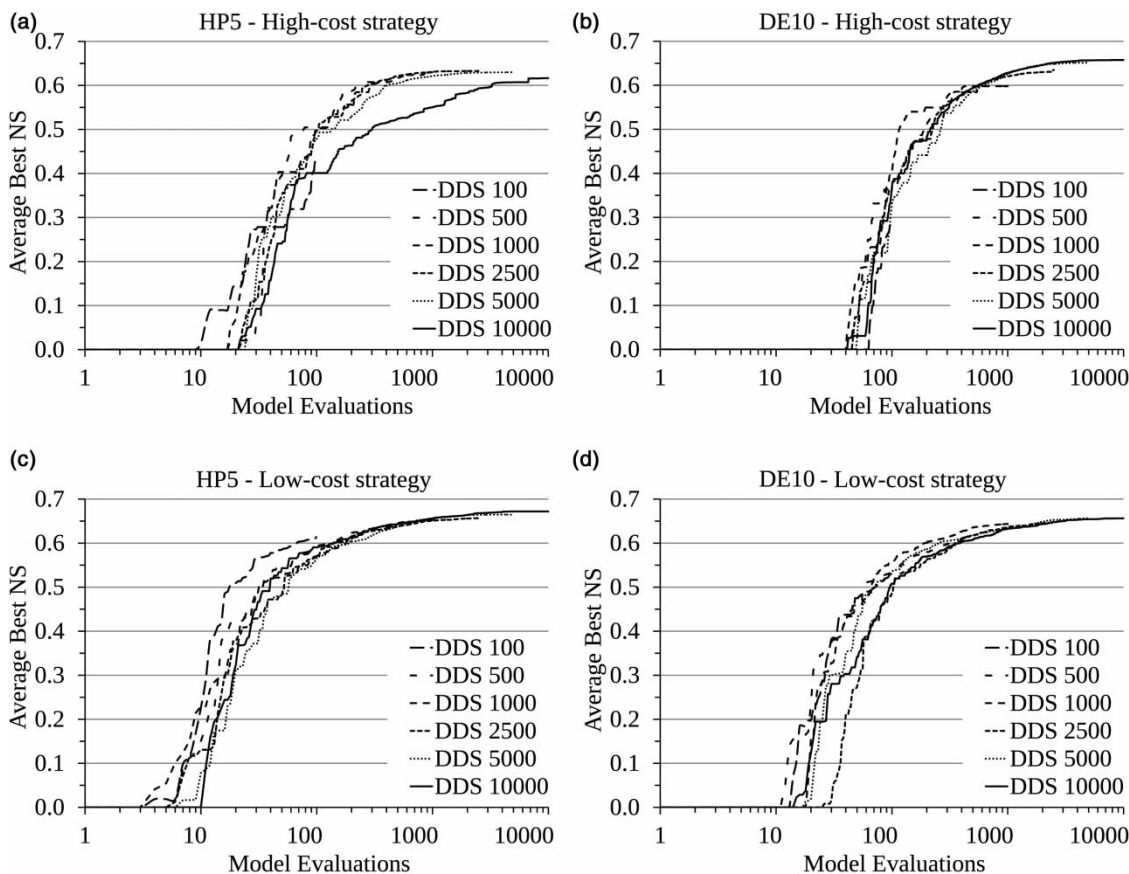 (a)
HP5 - High-cost strategy
0.7
0.6
0.5
0.4
0.3
0.2
0.1
0.0
Average Best NS
DDS 100
DDS 500
DDS 1000
DDS 2500
DDS 5000
DDS 10000
1 10 100 1000 10000
Model Evaluations
(b)
DE10 - High-cost strategy
0.7
0.6
0.5
0.4
0.3
0.2
0.1
0.0
Average Best NS
DDS 100
DDS 500
DDS 1000
DDS 2500
DDS 5000
DDS 10000
1 10 100 1000 10000
Model Evaluations
(c)
HP5 - Low-cost strategy
0.7
0.6
0.5
0.4
0.3
0.2
0.1
0.0
Average Best NS
DDS 100
DDS 500
DDS 1000
DDS 2500
DDS 5000
DDS 10000
1 10 100 1000 10000
Model Evaluations
(d)
DE10 - Low-cost strategy
0.7
0.6
0.5
0.4
0.3
0.2
0.1
0.0
Average Best NS
DDS 100
DDS 500
DDS 1000
DDS 2500
DDS 5000
DDS 10000
1 10 100 1000 10000
Model Evaluations